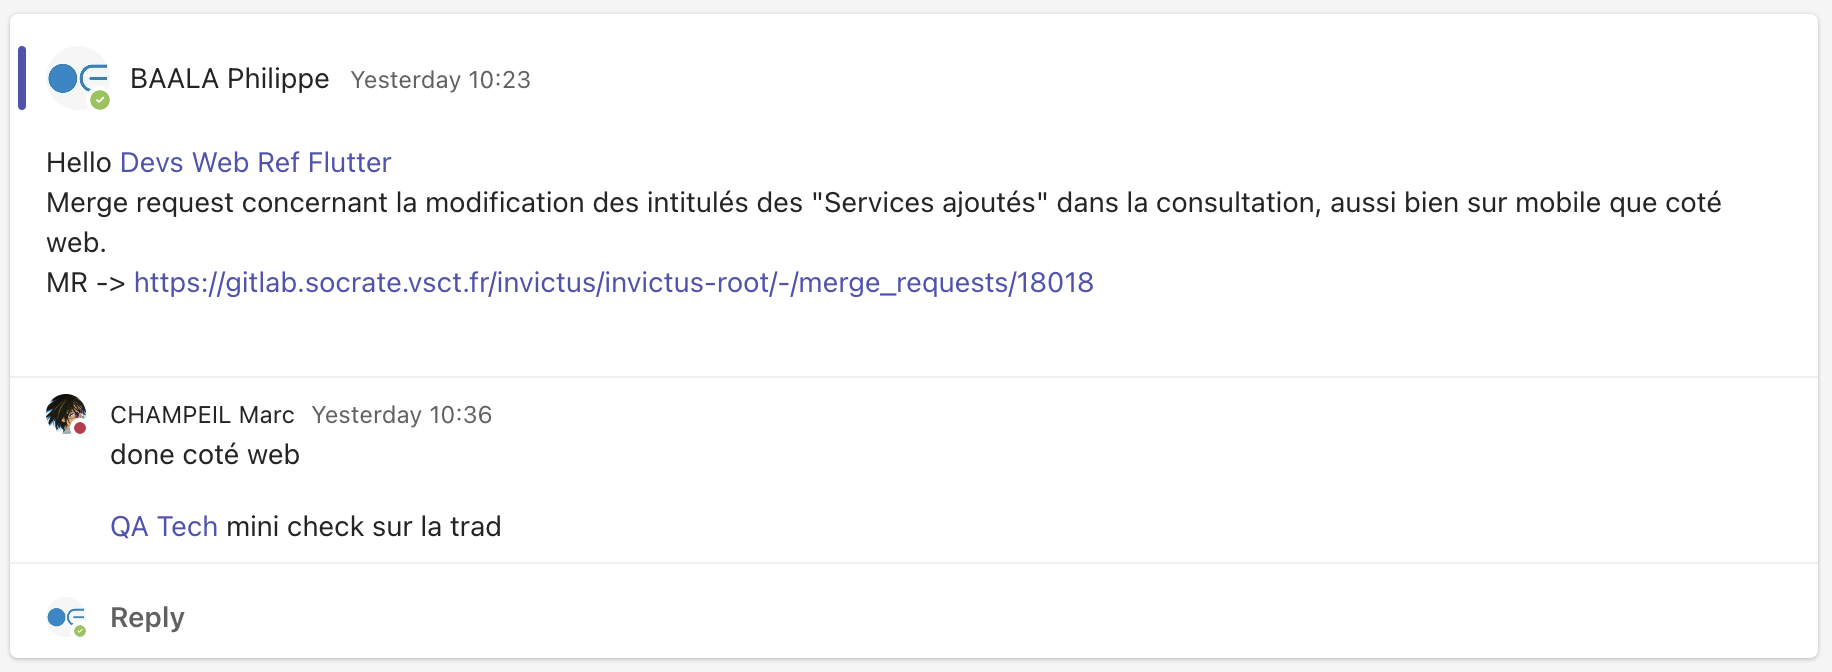 BAALA Philippe Yesterday 10:23
Hello Devs Web Ref Flutter
Merge request concernant la modification des intitulés des "Services ajoutés" dans la consultation, aussi bien sur mobile que coté
web.
MR -> https://gitlab.socrate.vsct.fr/invictus/invictus-root/-/merge_requests/18018
CHAMPEIL Marc Yesterday 10:36
done coté web
QA Tech mini check sur la trad
Reply